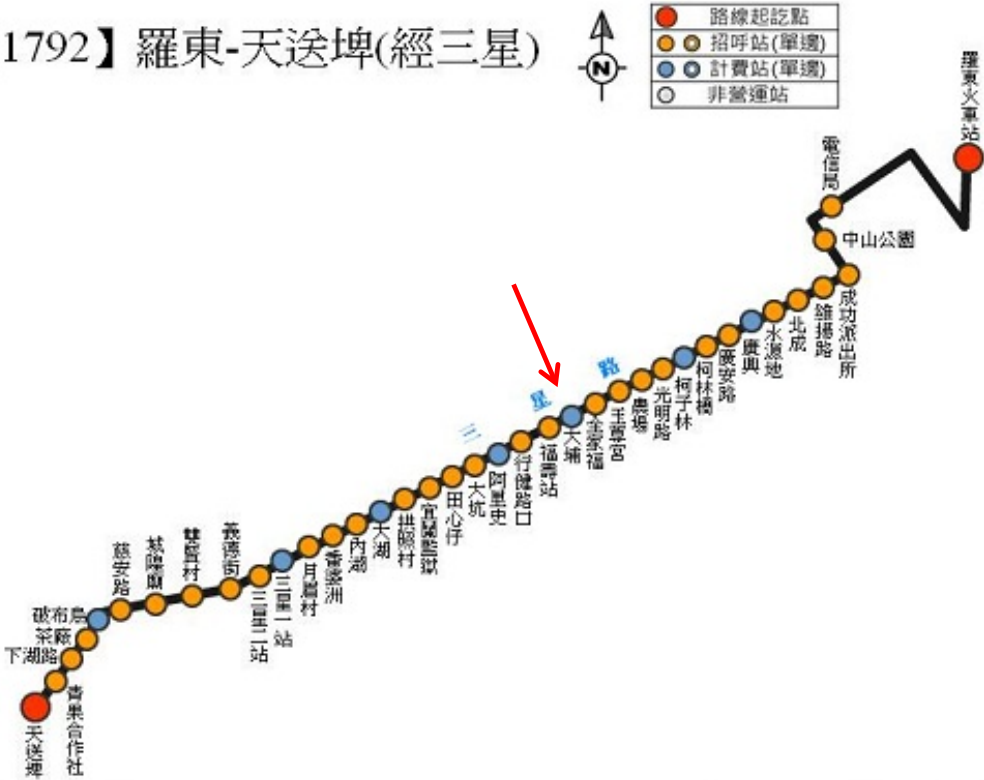 1792】羅東-天送埤(經三星)
N
路線起訖點
招呼站(單邊)
計費站(單邊)
非營運站
羅東火車站
電信局
中山公園
成功派出所
維揚路
北成
水源地
廣興
廣安路
柯林橋
柯子林
光明路
農場
王尊宮
全家福
大埔
福壽站
行健路口
阿里史
大坑
田心仔
宜蘭監獄
拱照村
大湖
內湖
番婆洲
月眉村
三星一站
三星二站
義德街
雙賢村
城隍廟
慈安路
破布烏
茶廠
下湖路
青果合作社
天送埤
三星路